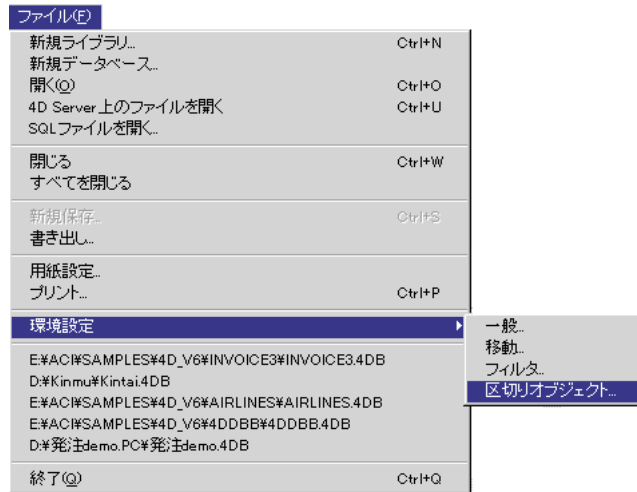 ファイル(F)
新規ライブラリ... Ctrl+N
新規データベース...
開く(O) Ctrl+O
4D Server 上のファイルを開く Ctrl+U
SQLファイルを開く...
閉じる Ctrl+W
すべてを閉じる
新規保存... Ctrl+S
書き出し...
用紙設定...
プリント... Ctrl+P
環境設定
一般...
移動...
フィルタ...
区切りオブジェクト...
E:¥ACI¥SAMPLES¥4D_V6¥INVOICE3¥INVOICE3.4DB
D:¥Kinmu¥Kintai.4DB
E:¥ACI¥SAMPLES¥4D_V6¥AIRLINES¥AIRLINES.4DB
E:¥ACI¥SAMPLES¥4D_V6¥4DDBB¥4DDBB.4DB
D:¥発注demo.PC¥発注demo.4DB
終了(Q) Ctrl+Q